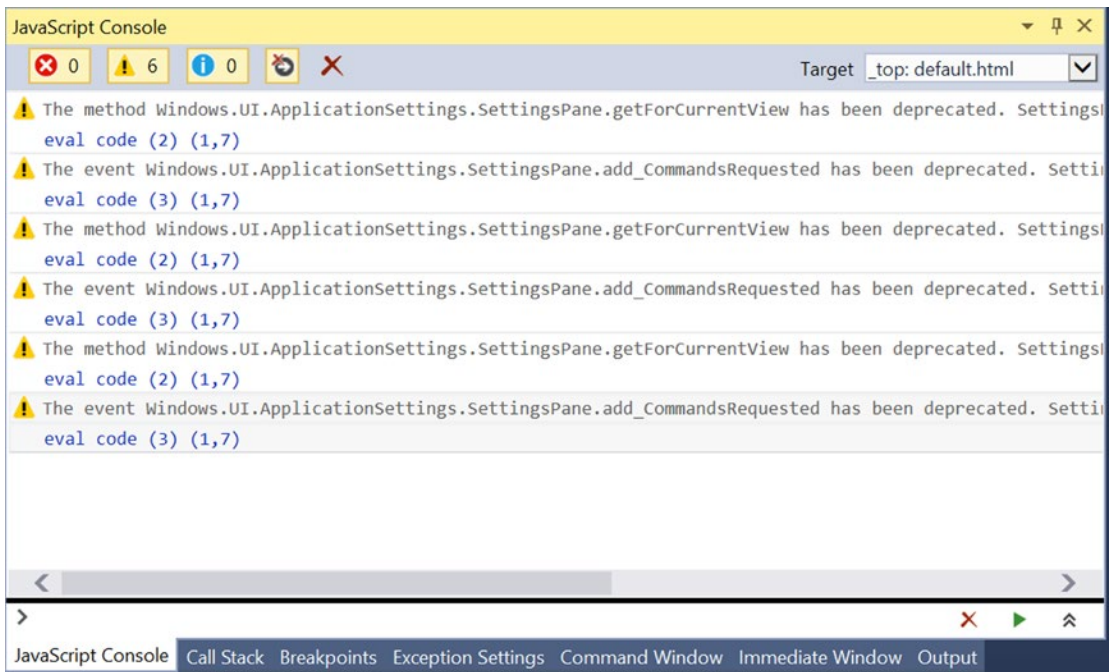 JavaScript Console
0 6 0 Target _top: default.html
The method Windows.UI.ApplicationSettings.SettingsPane.getForCurrentView has been deprecated. Settings
eval code (2) (1,7)
The event Windows.UI.ApplicationSettings.SettingsPane.add_CommandsRequested has been deprecated. Setti
eval code (3) (1,7)
The method Windows.UI.ApplicationSettings.SettingsPane.getForCurrentView has been deprecated. Settings
eval code (2) (1,7)
The event Windows.UI.ApplicationSettings.SettingsPane.add_CommandsRequested has been deprecated. Setti
eval code (3) (1,7)
The method Windows.UI.ApplicationSettings.SettingsPane.getForCurrentView has been deprecated. Settings
eval code (2) (1,7)
The event Windows.UI.ApplicationSettings.SettingsPane.add_CommandsRequested has been deprecated. Setti
eval code (3) (1,7)
JavaScript Console Call Stack Breakpoints Exception Settings Command Window Immediate Window Output